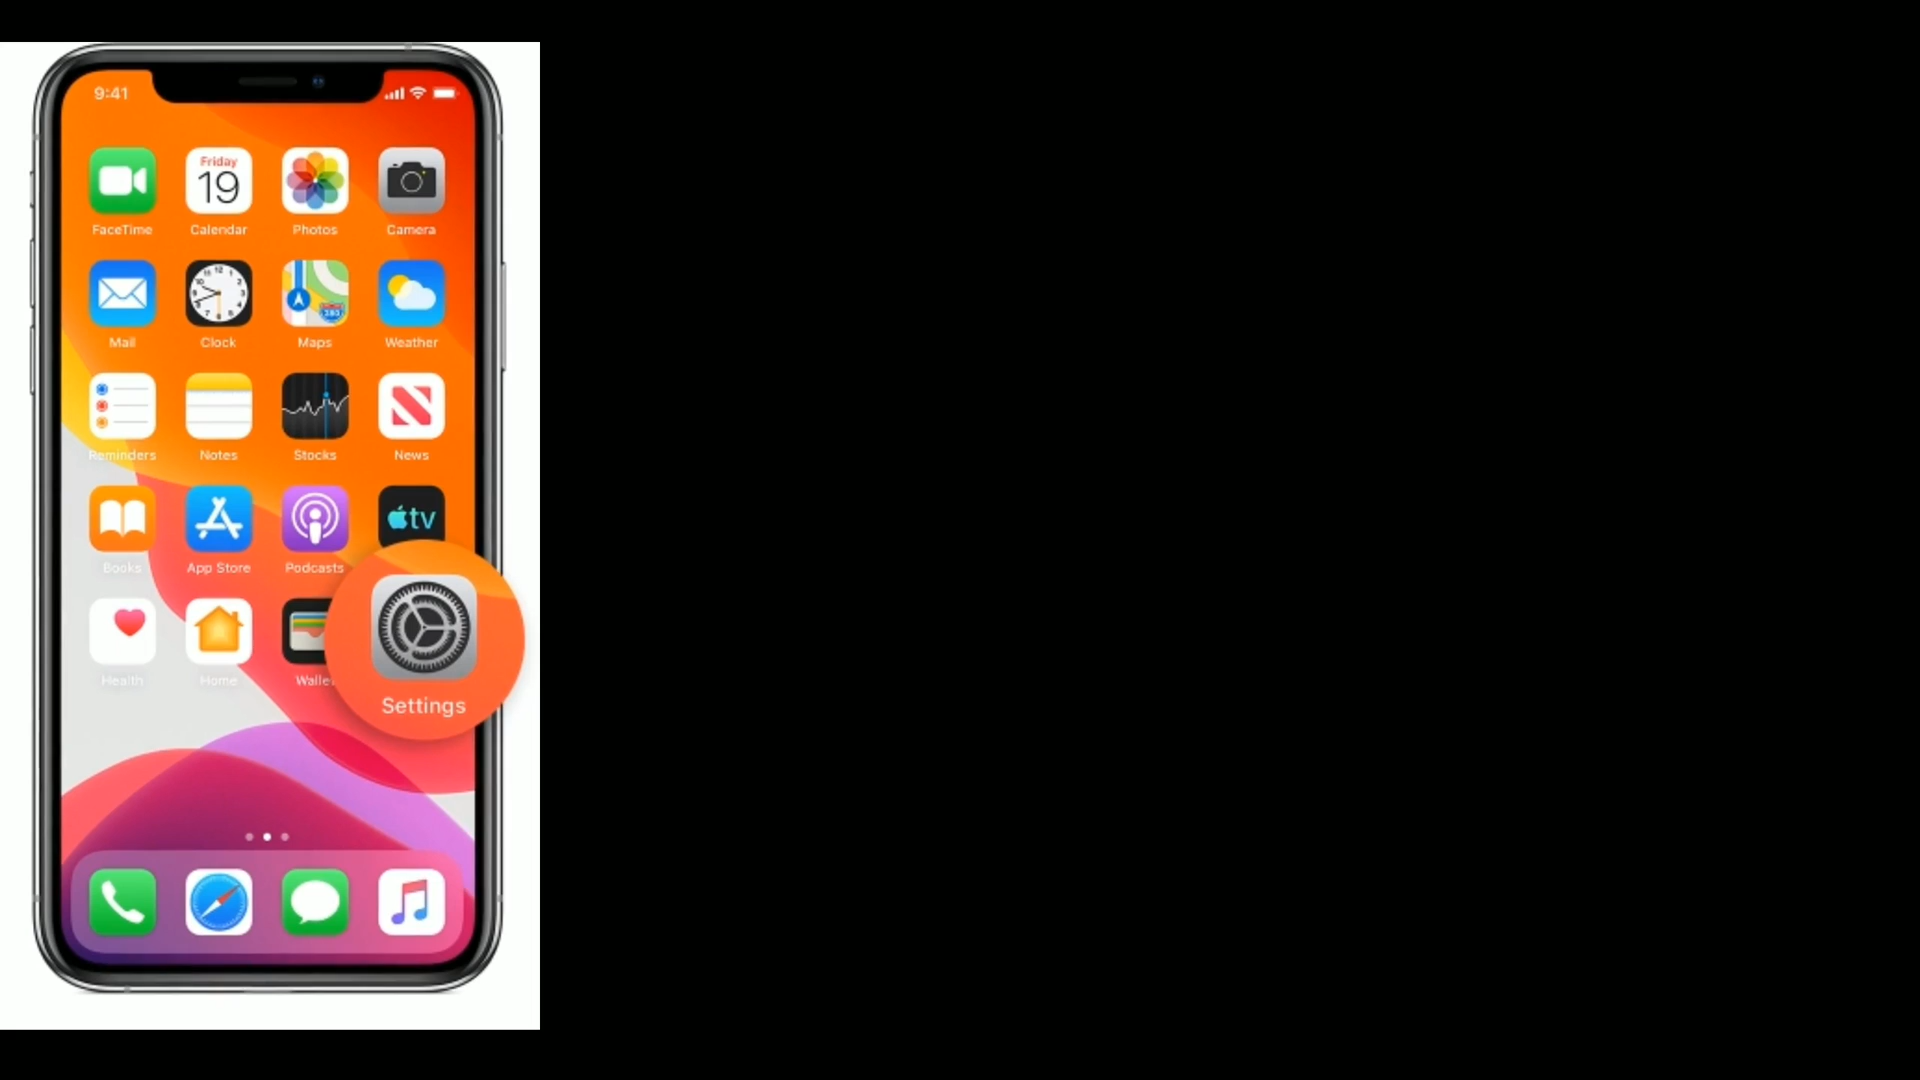 9:41
Friday
19
FaceTime
Calendar
Photos
Camera
Mail
Clock
Maps
Weather
Reminders
Notes
Stocks
News
tv
Books
App Store
Podcasts
Health
Home
Settings